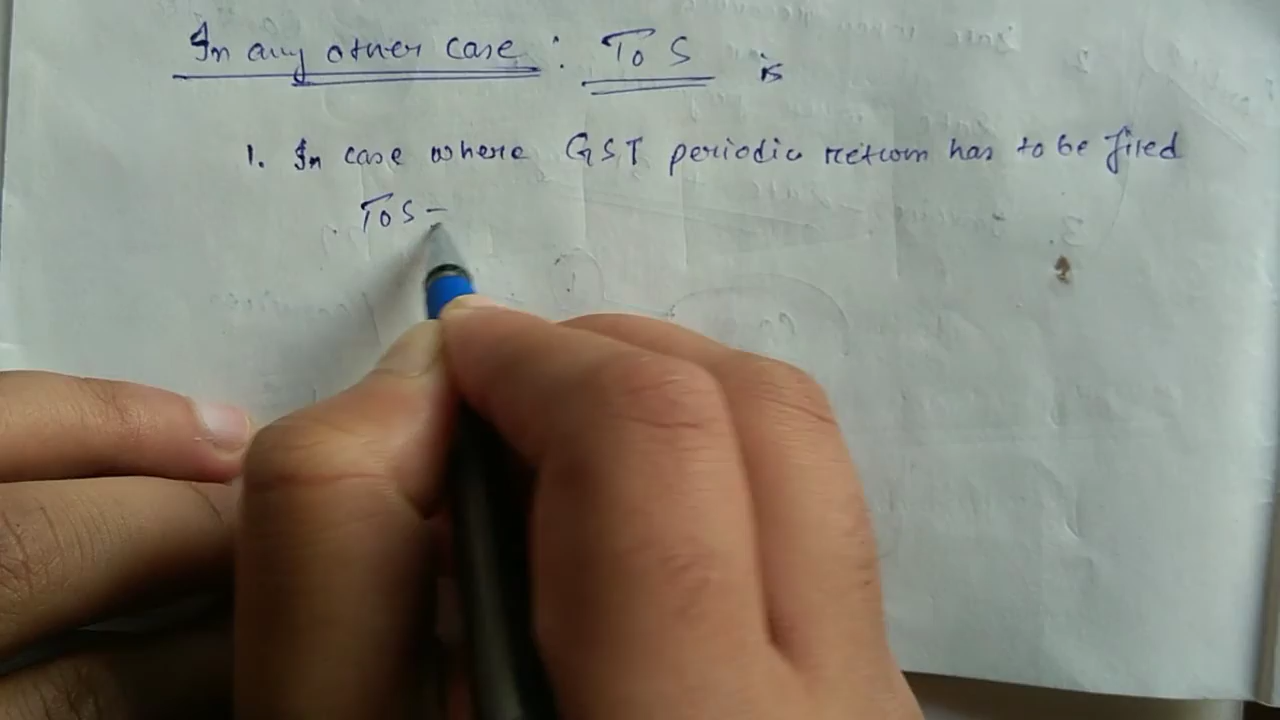 In any other case : ToS is
1. In case where GST periodic return has to be filed
ToS -